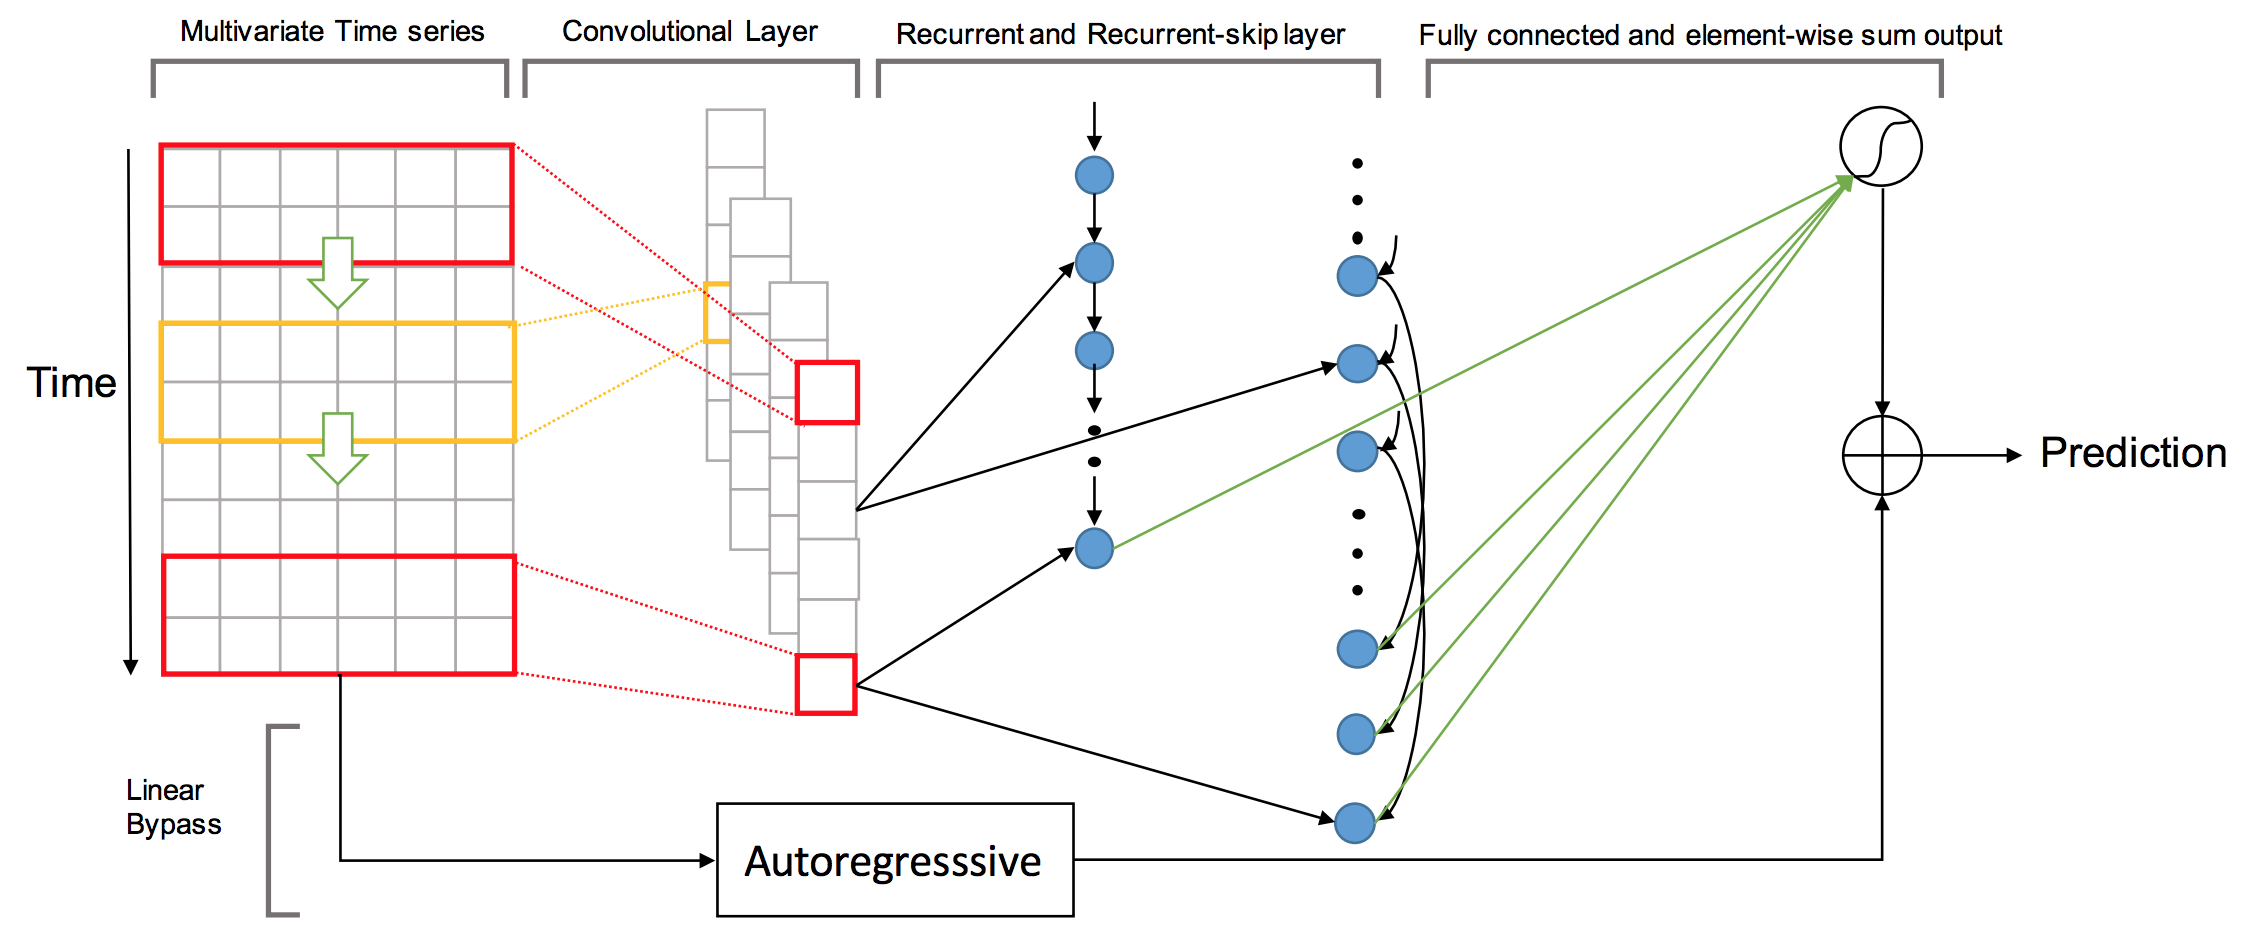 Multivariate Time series
Convolutional Layer
Recurrent and Recurrent-skip layer
Fully connected and element-wise sum output
Time
Prediction
Linear
Bypass
Autoregresssive